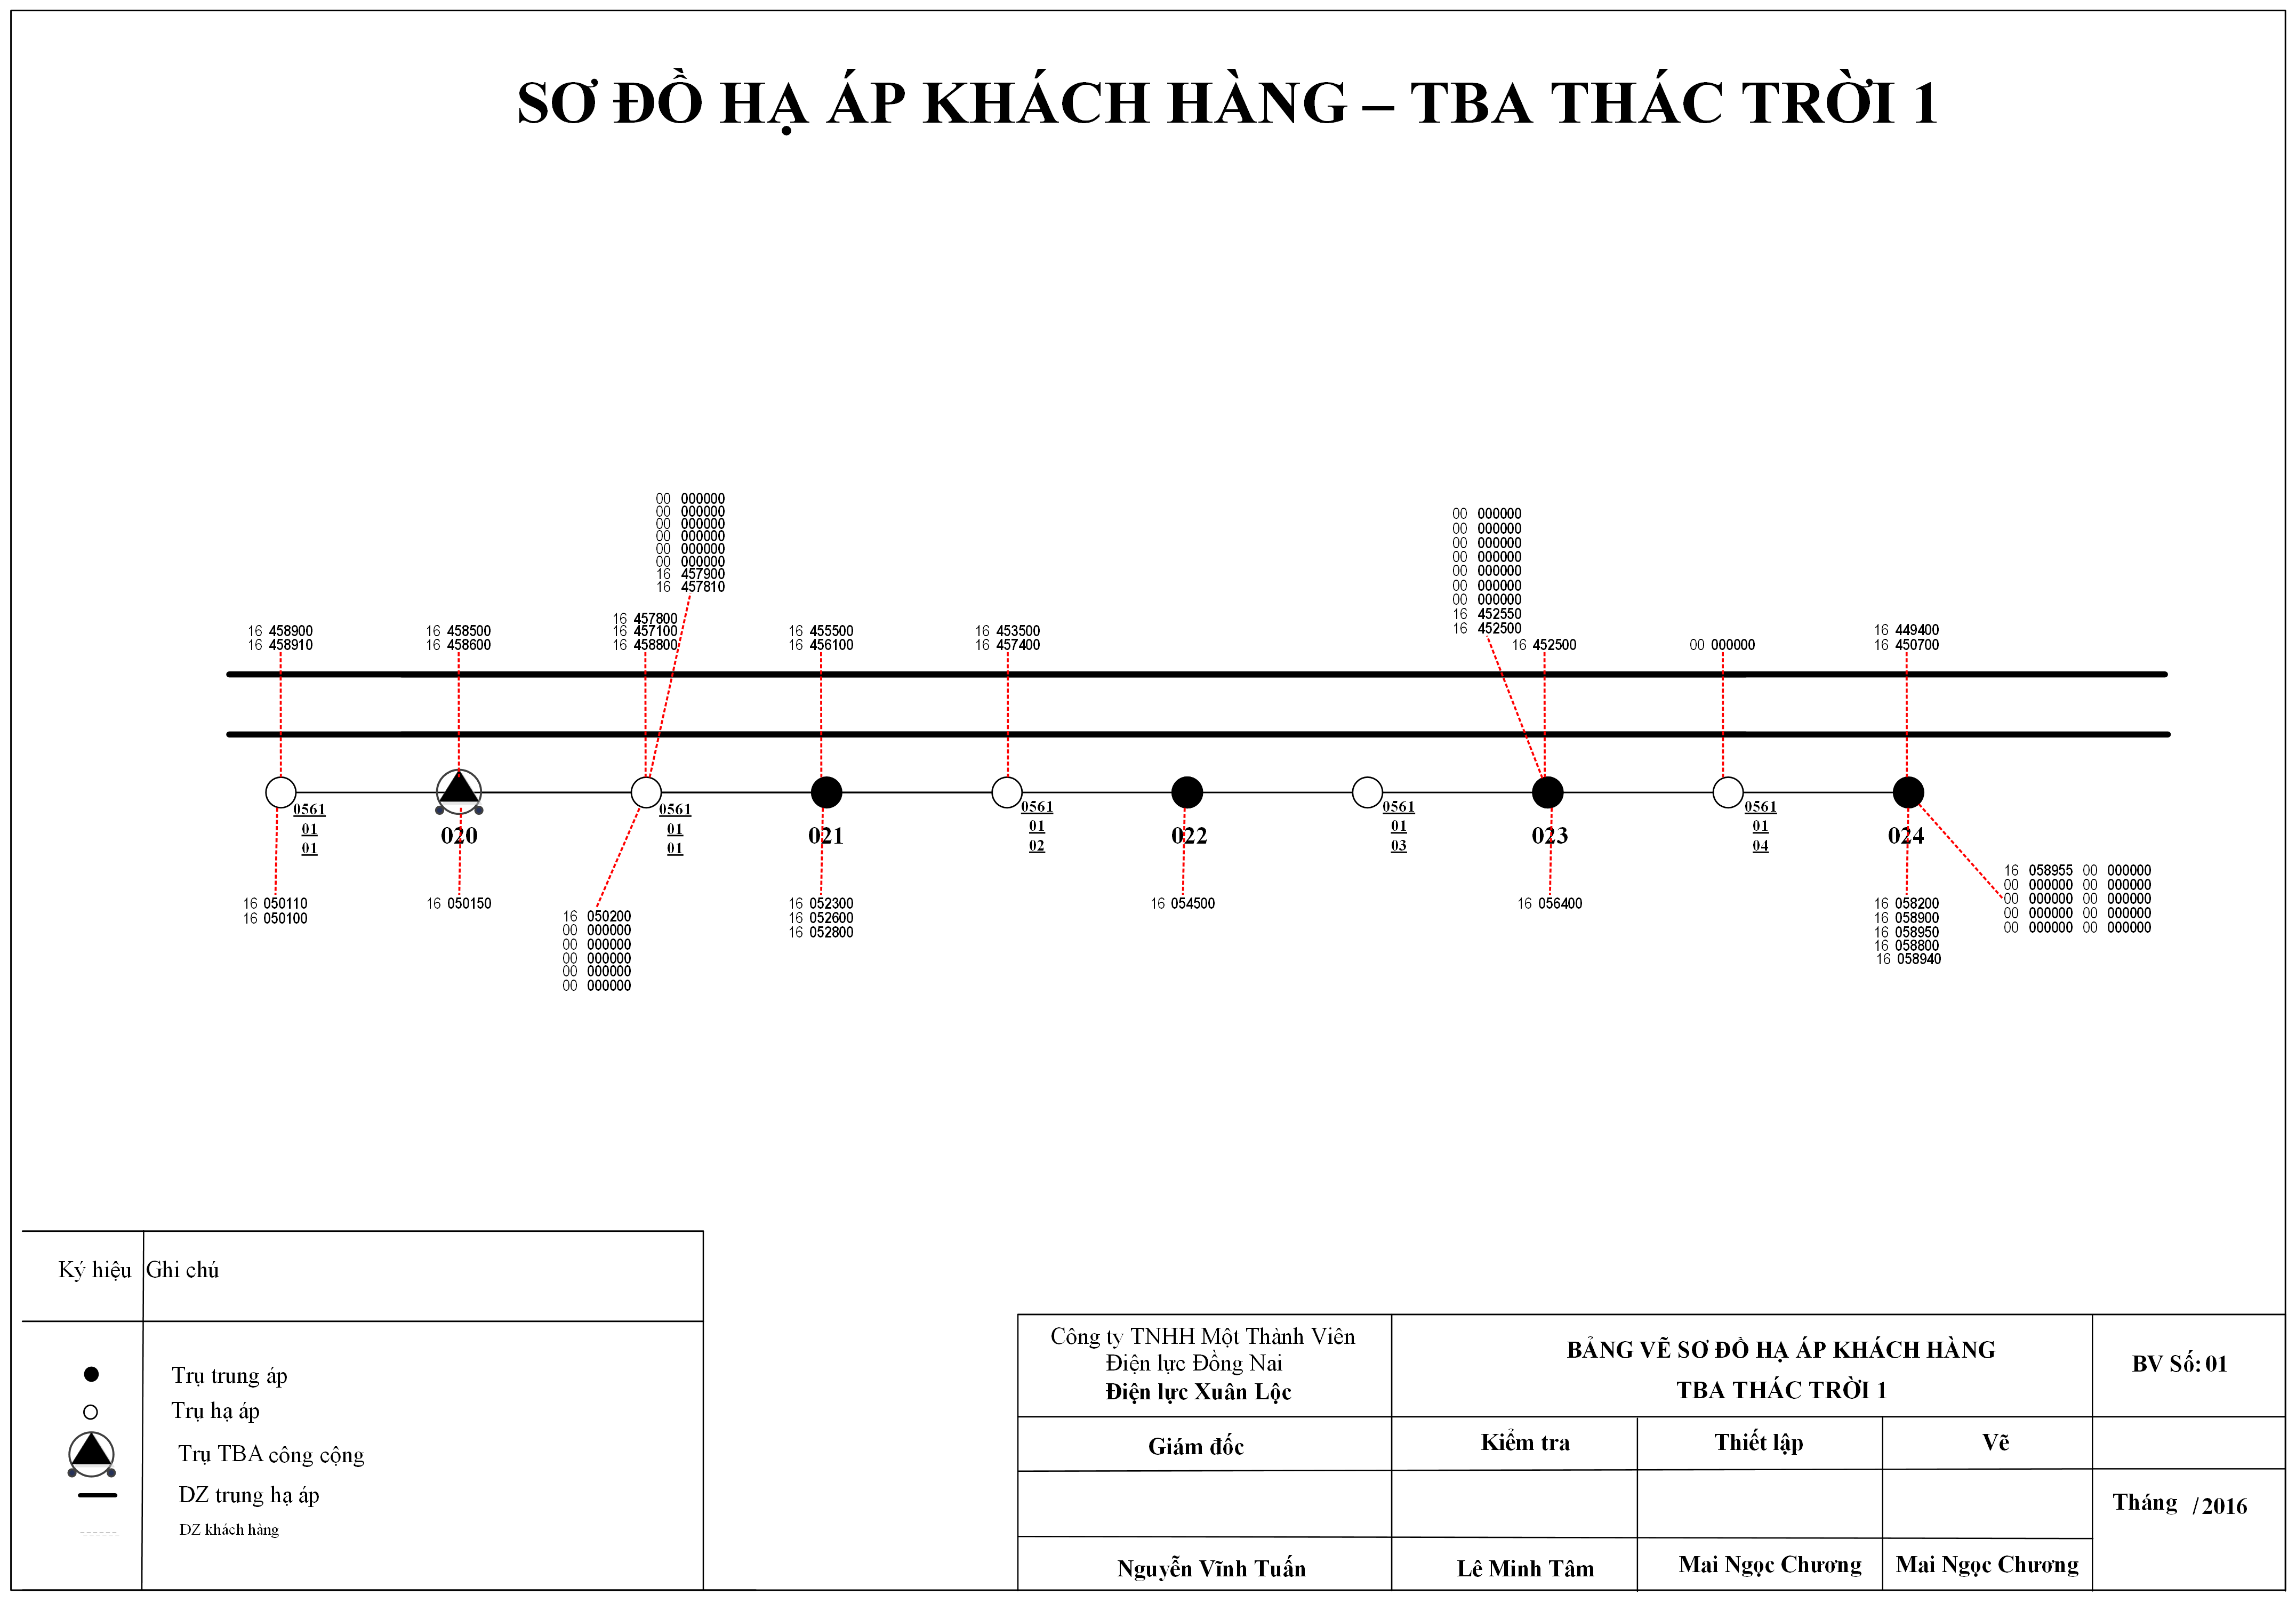 SƠ ĐỒ HẠ ÁP KHÁCH HÀNG – TBA THÁC TRỜI 1
00 000000
00 000000
00 000000
00 000000
00 000000
00 000000
16 457900
16 457810
00 000000
00 000000
00 000000
00 000000
00 000000
00 000000
00 000000
16 452550
16 452500
16 458900
16 458910
16 458500
16 458600
16 457800
16 457100
16 458800
16 455500
16 456100
16 453500
16 457400
16 452500
00 000000
16 449400
16 450700
0561
01
01
020
0561
01
01
021
0561
01
02
022
0561
01
03
023
0561
01
04
024
16 050110
16 050100
16 050150
16 050200
00 000000
00 000000
00 000000
00 000000
00 000000
16 052300
16 052600
16 052800
16 054500
16 056400
16 058200
16 058900
16 058950
16 058800
16 058940
16 058955 00 000000
00 000000 00 000000
00 000000 00 000000
00 000000 00 000000
00 000000 00 000000
Ký hiệu Ghi chú
Trụ trung áp
Trụ hạ áp
Trụ TBA công cộng
DZ trung hạ áp
DZ khách hàng
Công ty TNHH Một Thành Viên
Điện lực Đồng Nai
Điện lực Xuân Lộc
BẢNG VẼ SƠ ĐỒ HẠ ÁP KHÁCH HÀNG
TBA THÁC TRỜI 1
BV Số: 01
Giám đốc
Kiểm tra
Thiết lập
Vẽ
Tháng /2016
Nguyễn Vĩnh Tuấn
Lê Minh Tâm
Mai Ngọc Chương
Mai Ngọc Chương